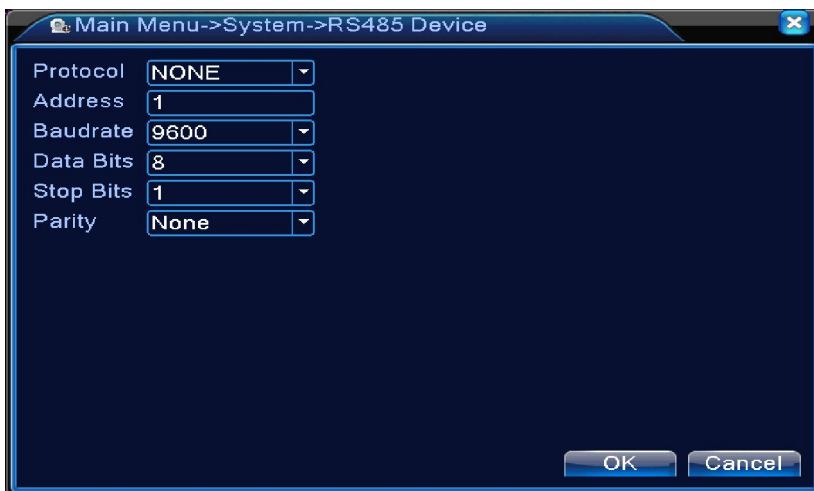 Main Menu->System->RS485 Device
Protocol NONE
Address 1
Baudrate 9600
Data Bits 8
Stop Bits 1
Parity None
OK Cancel